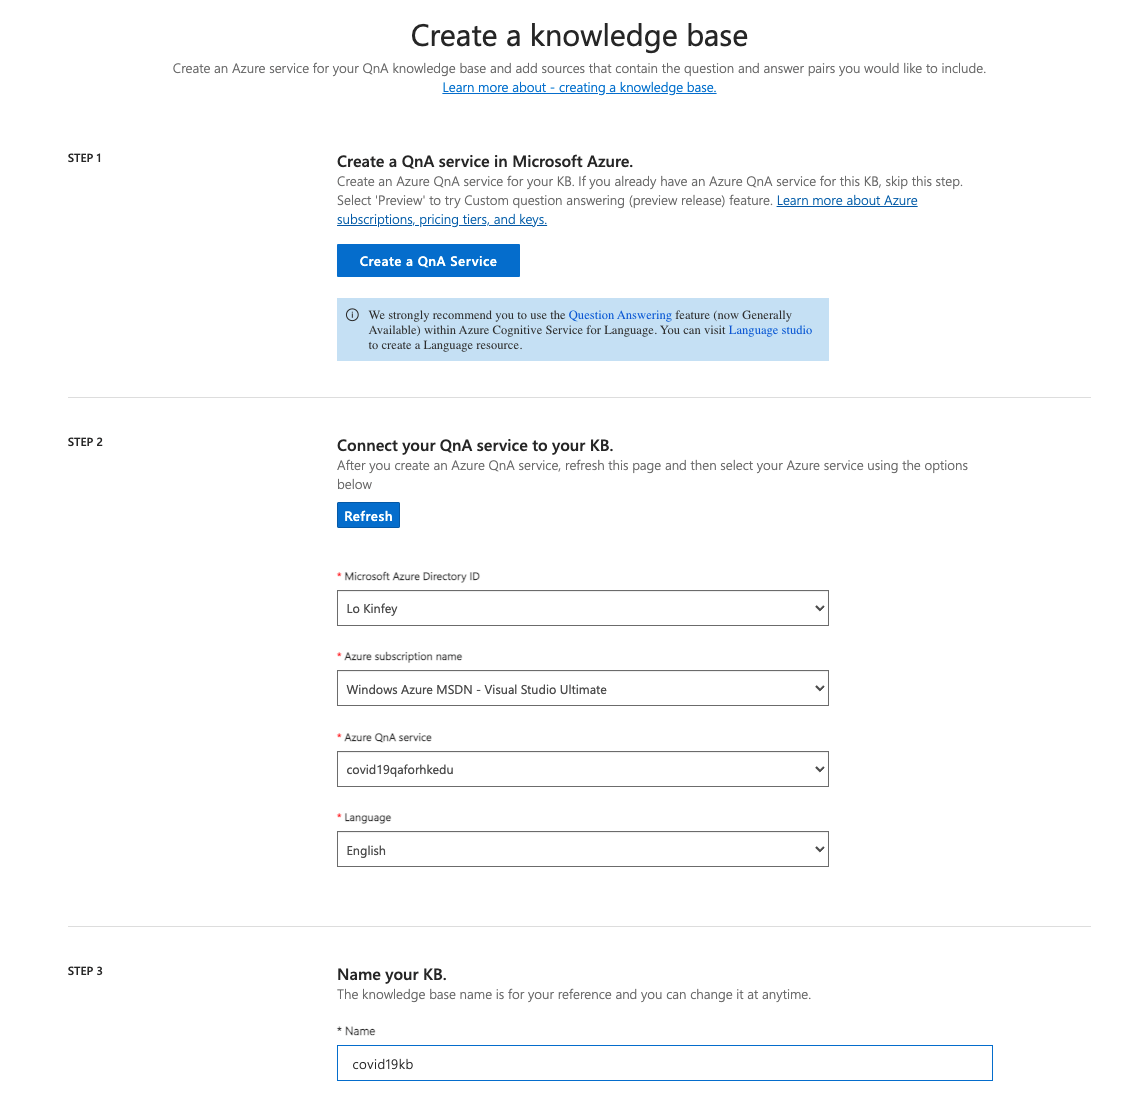 Create a knowledge base
Create an Azure service for your QnA knowledge base and add sources that contain the question and answer pairs you would like to include.
Learn more about - creating a knowledge base.
STEP 1
Create a QnA service in Microsoft Azure.
Create an Azure QnA service for your KB. If you already have an Azure QnA service for this KB, skip this step.
Select 'Preview' to try Custom question answering (preview release) feature. Learn more about Azure
subscriptions, pricing tiers, and keys.
Create a QnA Service
We strongly recommend you to use the Question Answering feature (now Generally
Available) within Azure Cognitive Service for Language. You can visit Language studio
to create a Language resource.
STEP 2
Connect your QnA service to your KB.
After you create an Azure QnA service, refresh this page and then select your Azure service using the options
below
Refresh
* Microsoft Azure Directory ID
Lo Kinfey
* Azure subscription name
Windows Azure MSDN - Visual Studio Ultimate
* Azure QnA service
covid19qaforhkedu
* Language
English
STEP 3
Name your KB.
The knowledge base name is for your reference and you can change it at anytime.
* Name
covid19kb